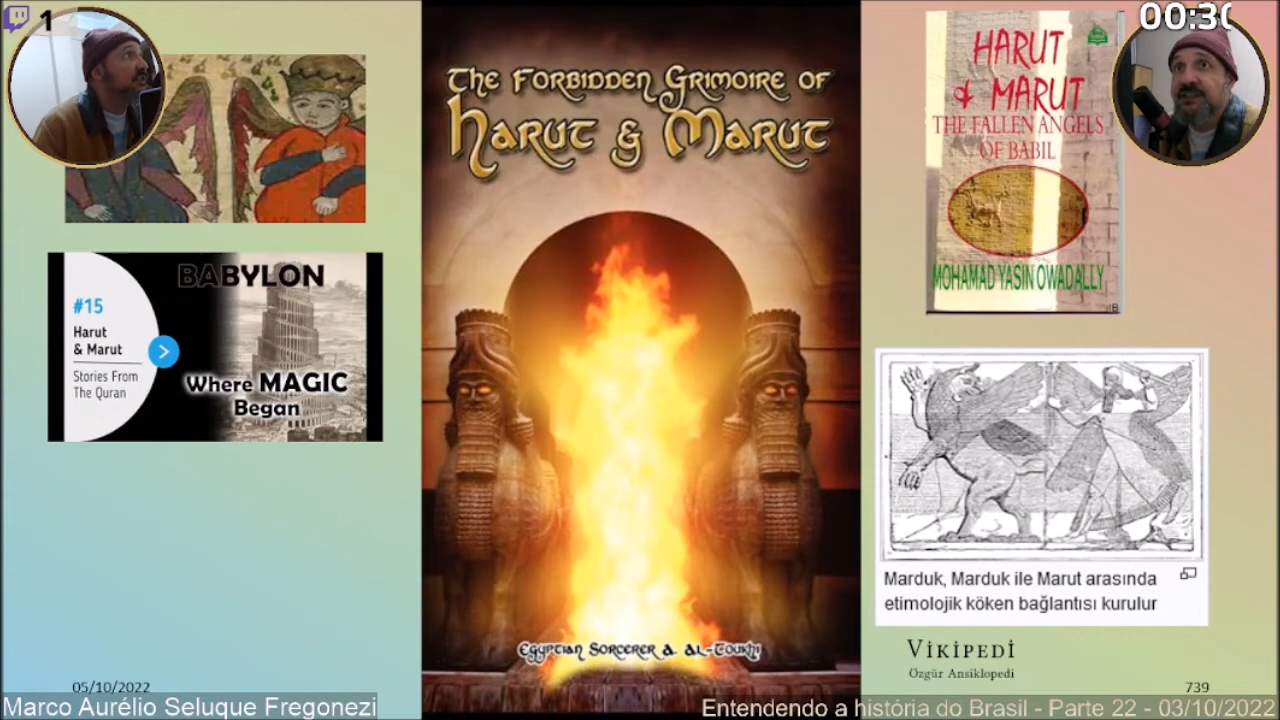 1
BABYLON
#15
Harut
& Marut
Stories From
The Quran
Where MAGIC
Began
05/10/2022
Marco Aurélio Seluque Fregonezi
The Forbidden Grimoire of
Harut & Marut
Egyptian Sorcerer A. Al-Toukhi
00:30
HARUT
& MARUT
THE FALLEN ANGELS
OF BABIL
MOHAMAD YASIN OWADALLY
Marduk, Marduk ile Marut arasında
etimolojik köken bağlantısı kurulur
VİKİPEDİ
Özgür Ansiklopedi
739
Entendendo a história do Brasil - Parte 22 - 03/10/2022